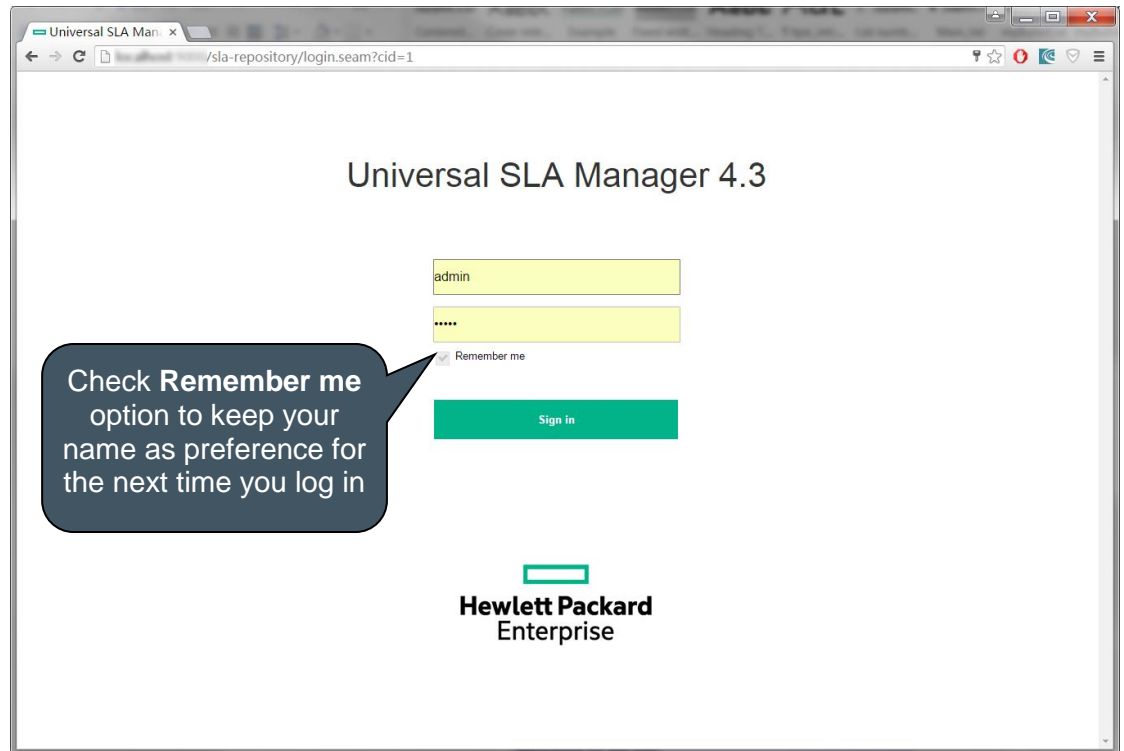 Universal SLA Man
/sla-repository/login.seam?cid=1
Universal SLA Manager 4.3
admin
•••••
Remember me
Check Remember me
option to keep your
name as preference for
the next time you log in
Sign in
Hewlett Packard
Enterprise